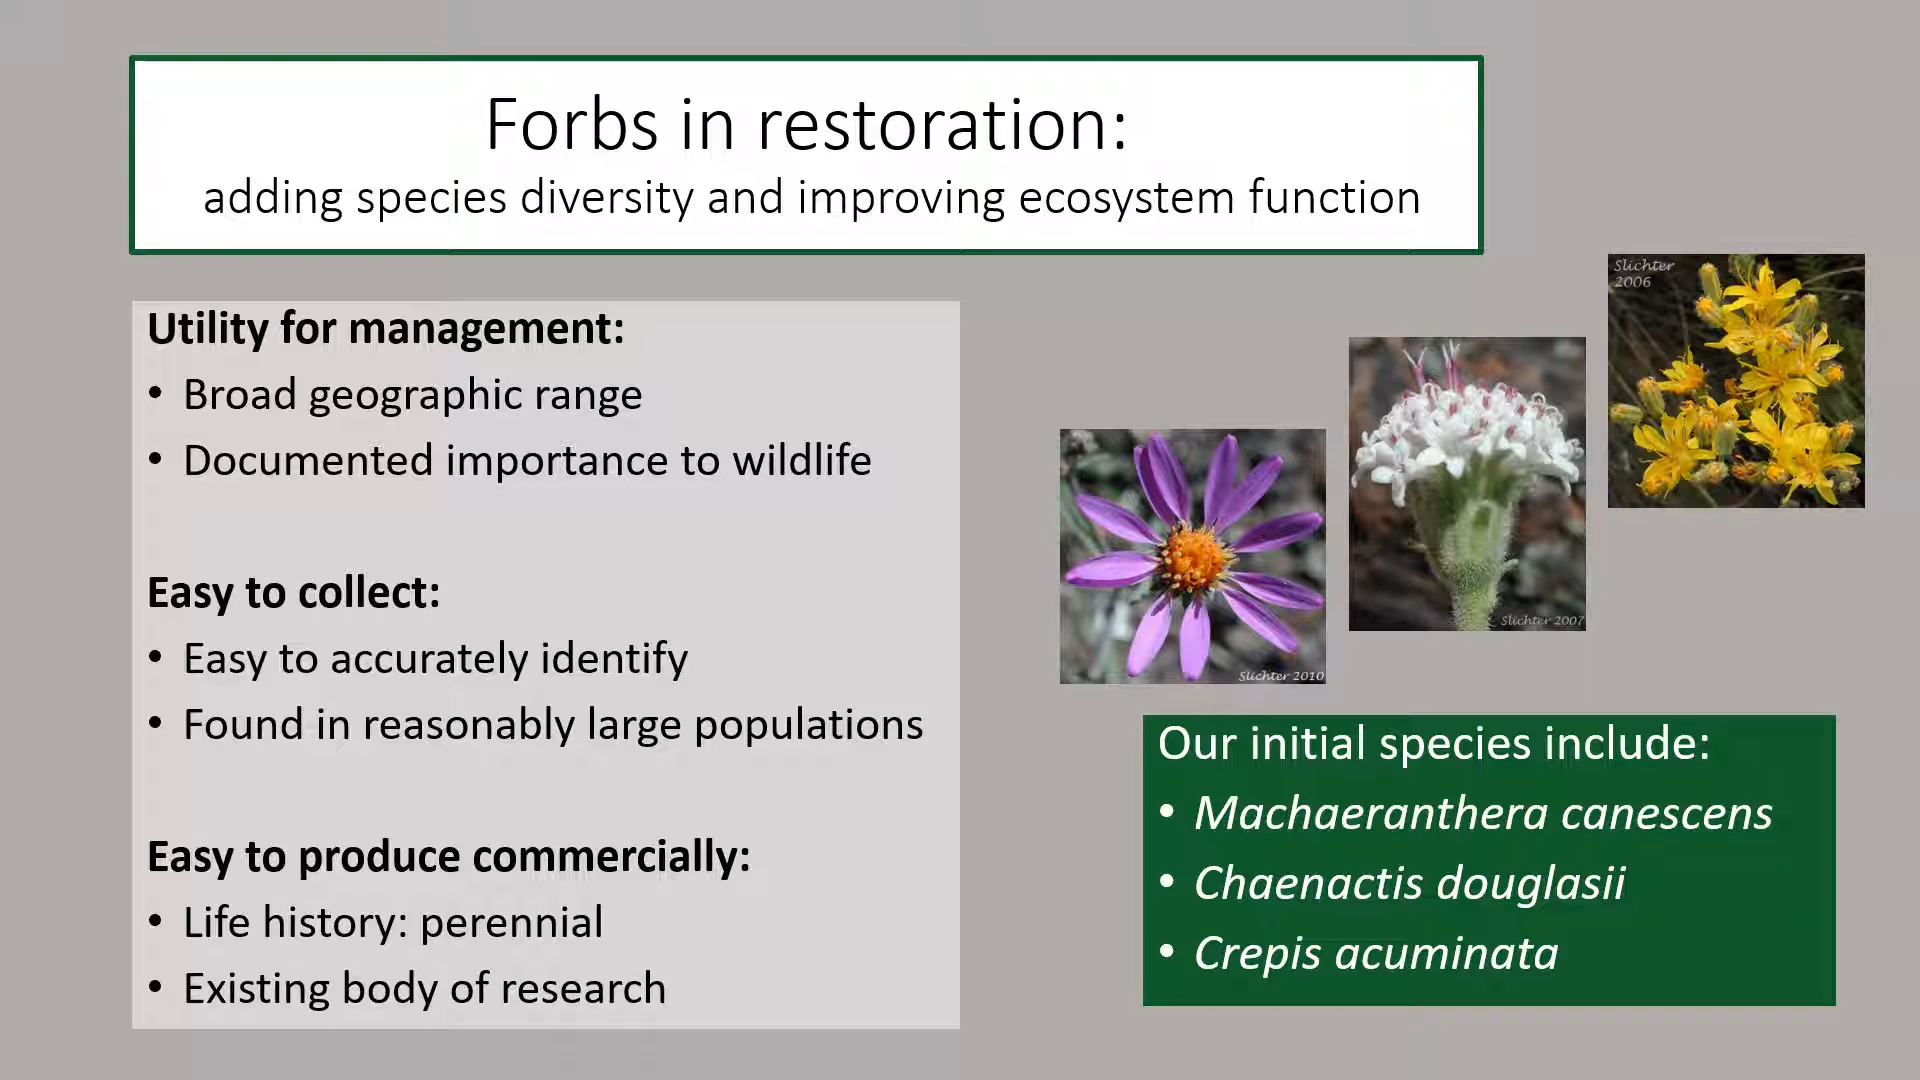 Forbs in restoration:
adding species diversity and improving ecosystem function
Utility for management:
• Broad geographic range
• Documented importance to wildlife
Easy to collect:
• Easy to accurately identify
• Found in reasonably large populations
Easy to produce commercially:
• Life history: perennial
• Existing body of research
Slichter
2006
Slichter 2007
Slichter 2010
Our initial species include:
• Machaeranthera canescens
• Chaenactis douglasii
• Crepis acuminata